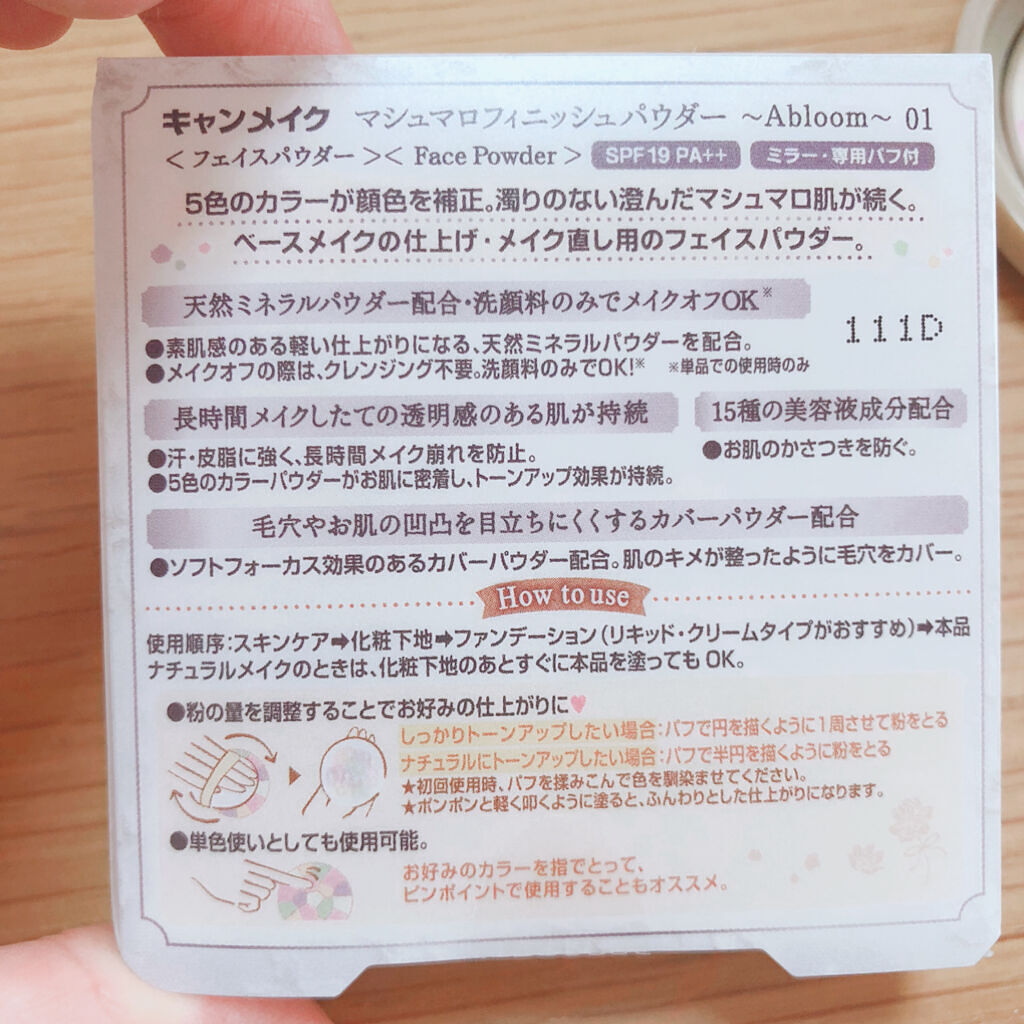 キャンメイク マシュマロフィニッシュパウダー ～Abloom～ 01
＜フェイスパウダー＞＜Face Powder＞ SPF19 PA++ ミラー・専用パフ付
5色のカラーが顔色を補正。濁りのない澄んだマシュマロ肌が続く。
ベースメイクの仕上げ・メイク直し用のフェイスパウダー。
天然ミネラルパウダー配合・洗顔料のみでメイクオフOK※
111D
●素肌感のある軽い仕上がりになる、天然ミネラルパウダーを配合。
●メイクオフの際は、クレンジング不要。洗顔料のみでOK!※ ※単品での使用時のみ
長時間メイクしたての透明感のある肌が持続 15種の美容液成分配合
●汗・皮脂に強く、長時間メイク崩れを防止。 ●お肌のかさつきを防ぐ。
●5色のカラーパウダーがお肌に密着し、トーンアップ効果が持続。
毛穴やお肌の凹凸を目立ちにくくするカバーパウダー配合
●ソフトフォーカス効果のあるカバーパウダー配合。肌のキメが整ったように毛穴をカバー。
How to use
使用順序：スキンケア➡化粧下地➡ファンデーション（リキッド・クリームタイプがおすすめ）➡本品
ナチュラルメイクのときは、化粧下地のあとすぐに本品を塗ってもOK。
●粉の量を調整することでお好みの仕上がりに♥
しっかりトーンアップしたい場合：パフで円を描くように1周させて粉をとる
ナチュラルにトーンアップしたい場合：パフで半円を描くように粉をとる
★初回使用時、パフを揉みこんで色を馴染ませてください。
★ポンポンと軽く叩くように塗ると、ふんわりとした仕上がりになります。
●単色使いとしても使用可能。
お好みのカラーを指でとって、
ピンポイントで使用することもオススメ。